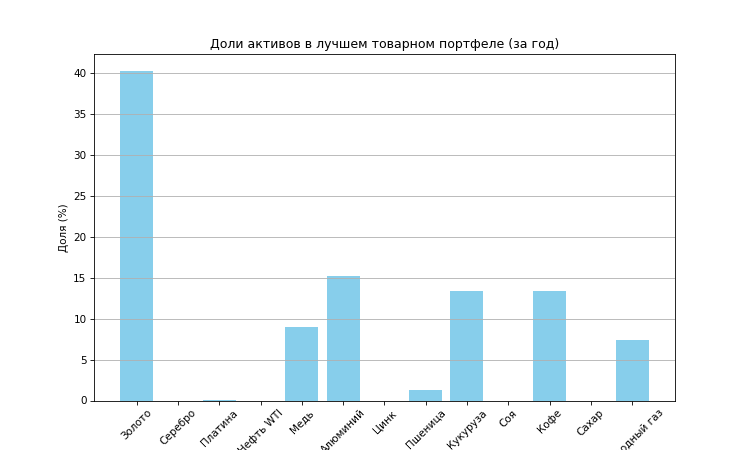 Доли активов в лучшем товарном портфеле (за год)
Доля (%)
40
35
30
25
20
15
10
5
0
Золото
Серебро
Платина
Нефть WTI
Медь
Алюминий
Цинк
Пшеница
Кукуруза
Соя
Кофе
Сахар
газ